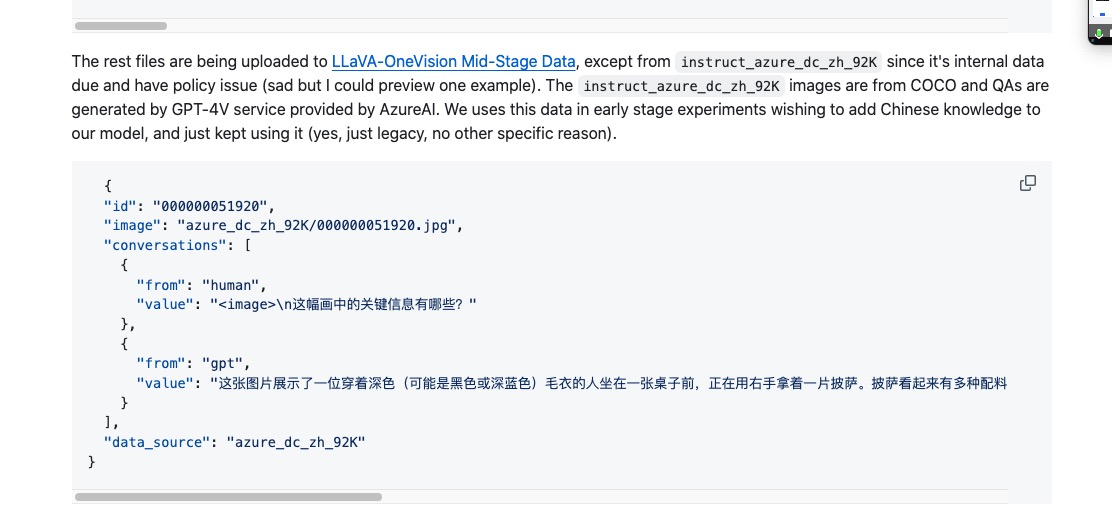 The rest files are being uploaded to LLaVA-OneVision Mid-Stage Data, except from instruct_azure_dc_zh_92K since it's internal data
due and have policy issue (sad but I could preview one example). The instruct_azure_dc_zh_92K images are from COCO and QAs are
generated by GPT-4V service provided by AzureAI. We uses this data in early stage experiments wishing to add Chinese knowledge to
our model, and just kept using it (yes, just legacy, no other specific reason).
{
"id": "000000051920",
"image": "azure_dc_zh_92K/000000051920.jpg",
"conversations": [
{
"from": "human",
"value": "<image>\n这幅画中的关键信息有哪些? "
},
{
"from": "gpt",
"value": "这张图片展示了一位穿着深色（可能是黑色或深蓝色）毛衣的人坐在一张桌子前，正在用右手拿着一片披萨。披萨看起来有多种配料
}
],
"data_source": "azure_dc_zh_92K"
}